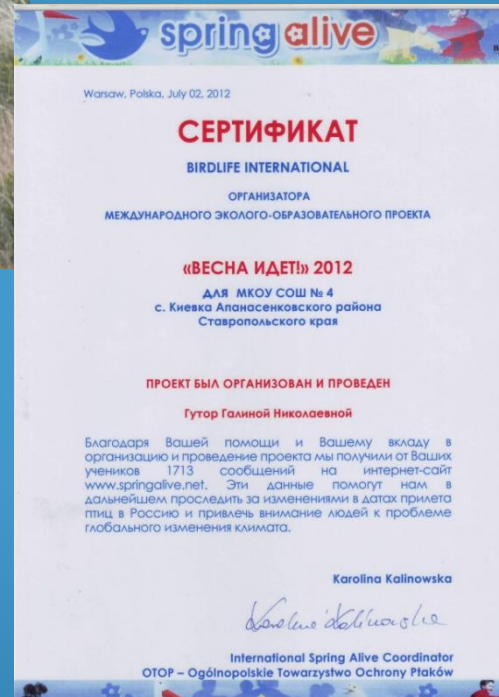 spring alive
Warsaw, Polska, July 02, 2012
СЕРТИФИКАТ
BIRDLIFE INTERNATIONAL
ОРГАНИЗАТОРА
МЕЖДУНАРОДНОГО ЭКОЛОГО-ОБРАЗОВАТЕЛЬНОГО ПРОЕКТА
«ВЕСНА ИДЕТ!» 2012
ДЛЯ МКОУ СОШ № 4
с. Киевка Апанасенковского района
Ставропольского края
ПРОЕКТ БЫЛ ОРГАНИЗОВАН И ПРОВЕДЕН
Гутор Галиной Николаевной
Благодаря Вашей помощи и Вашему вкладу в
организацию и проведение проекта мы получили от Ваших
учеников 1713 сообщений на интернет-сайт
www.springalive.net. Эти данные помогут нам в
дальнейшем проследить за изменениями в датах прилета
птиц в Россию и привлечь внимание людей к проблеме
глобального изменения климата.
Karolina Kalinowska
Karolina Kalinowska
International Spring Alive Coordinator
OTOP – Ogólnopolskie Towarzystwo Ochrony Ptaków